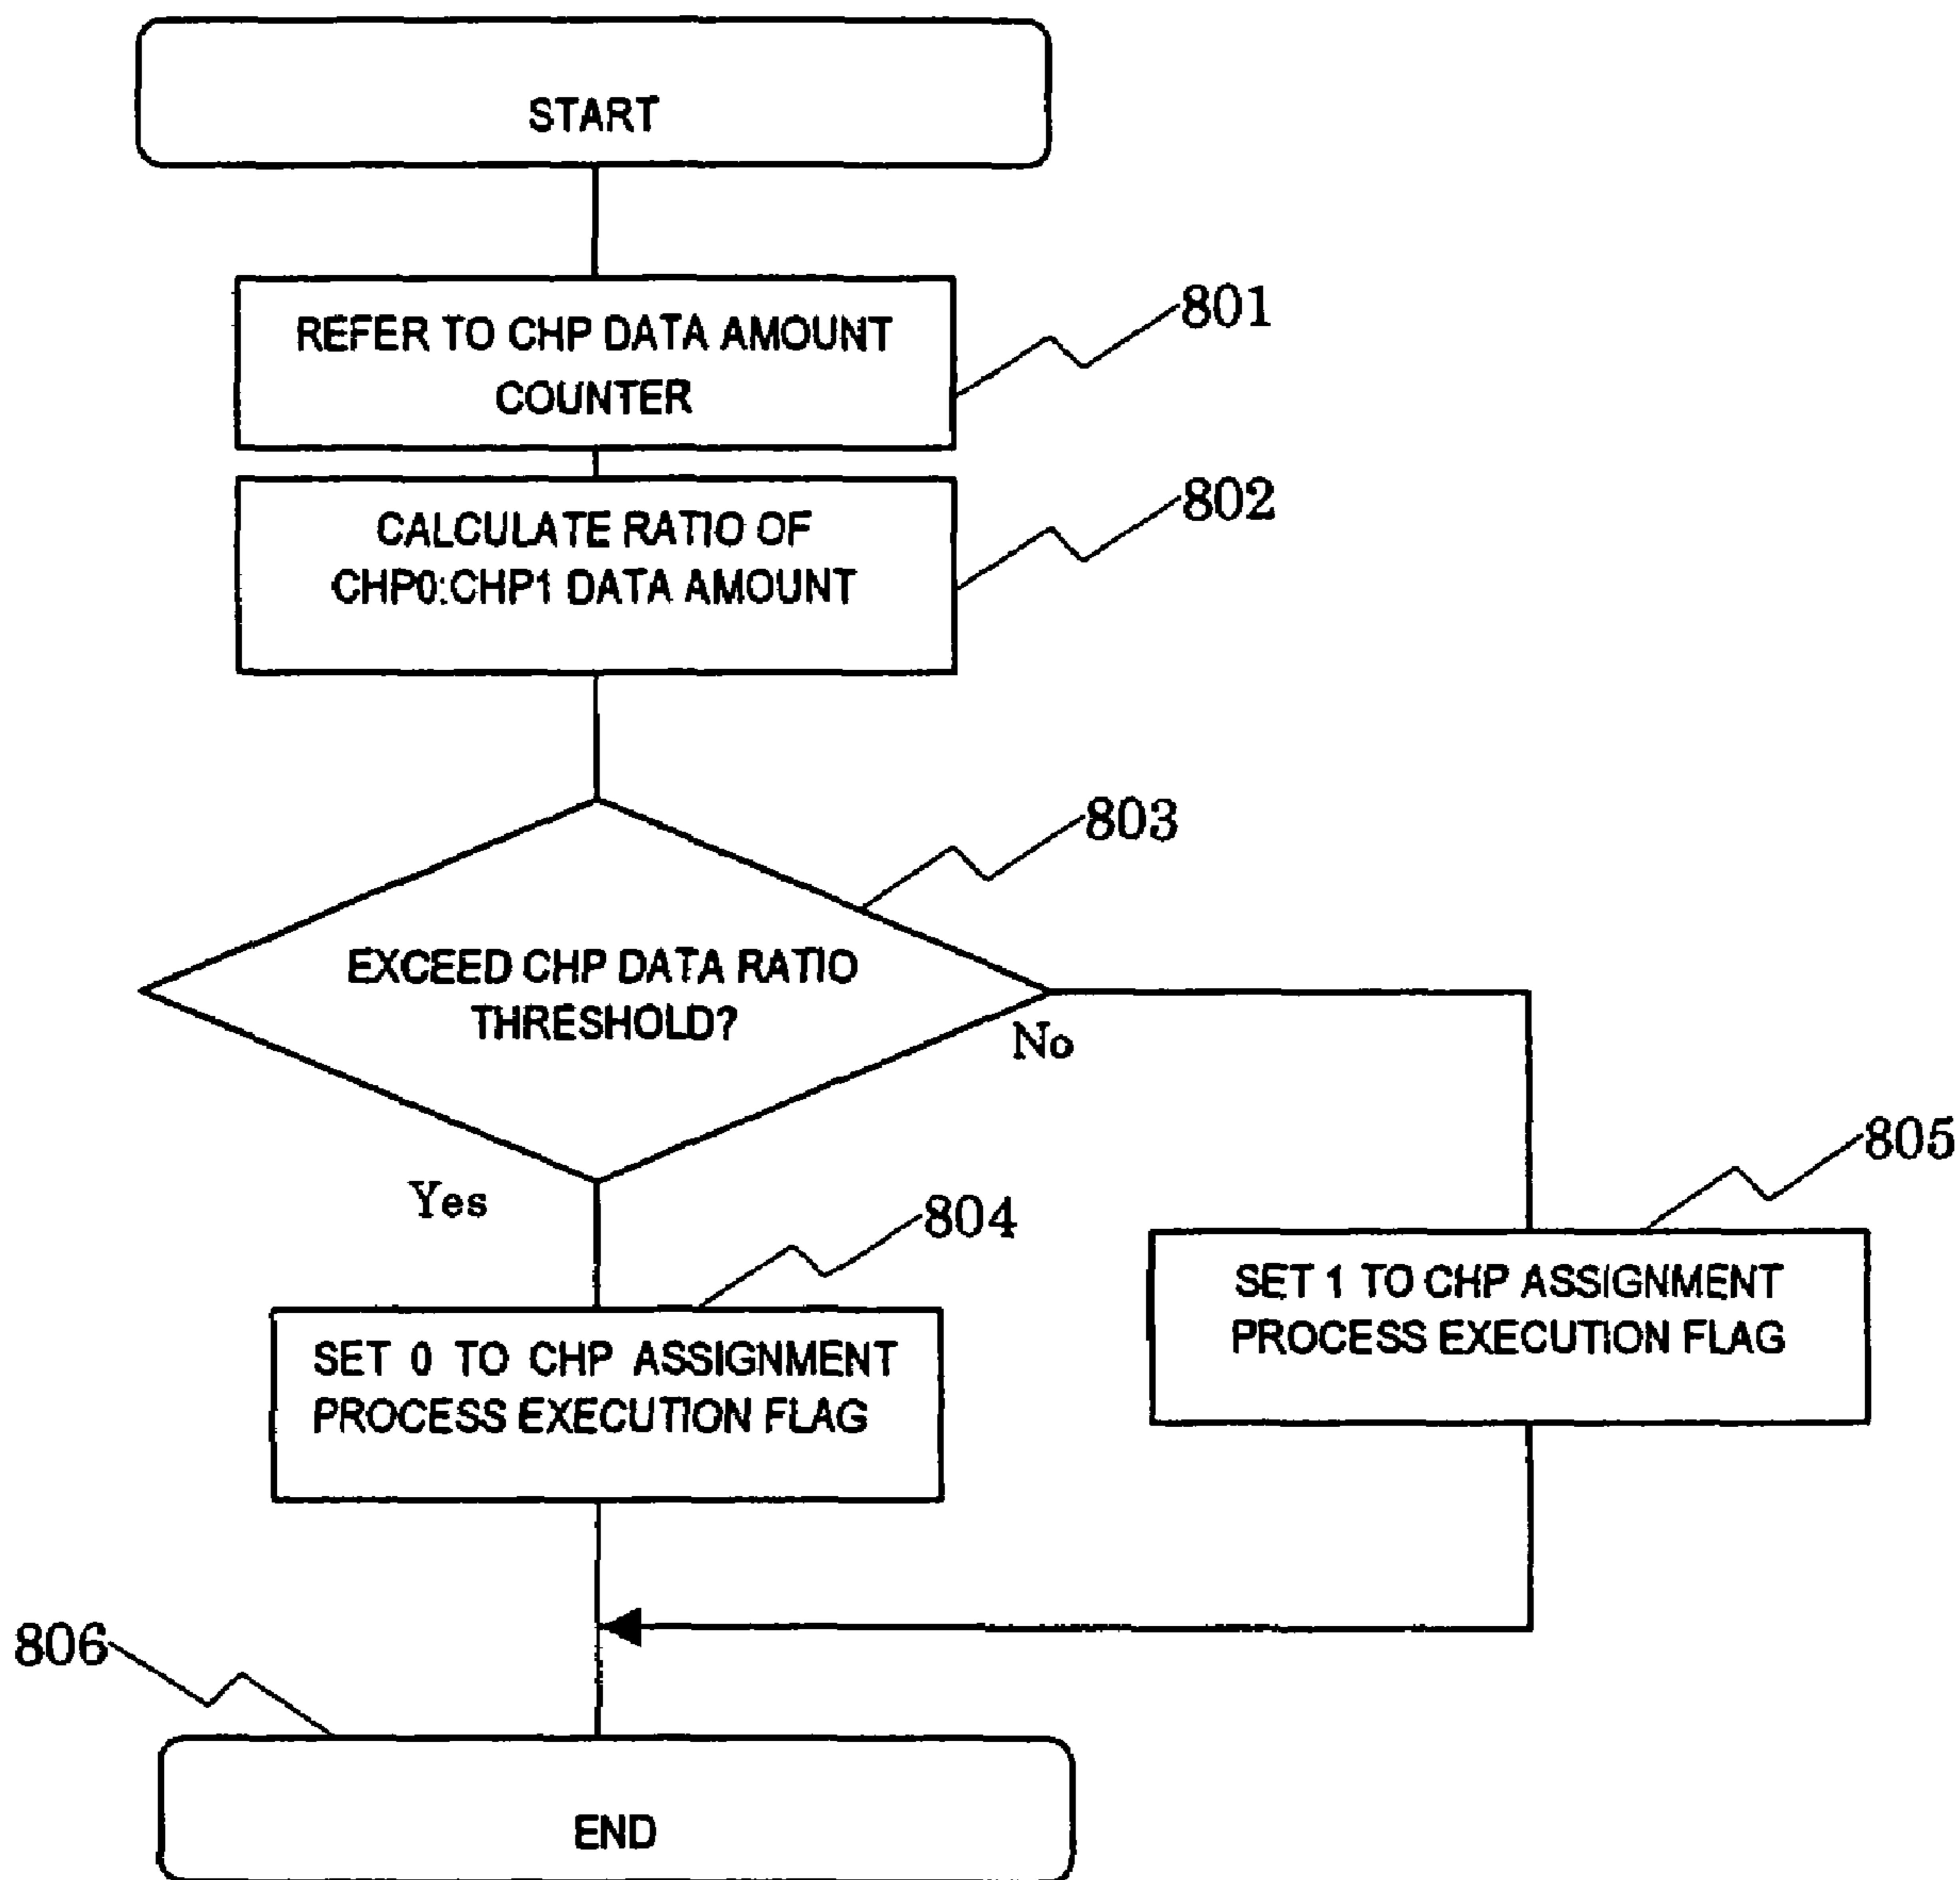 START
REFER TO CHP DATA AMOUNT
COUNTER
801
CALCULATE RATIO OF
CHP0:CHP1 DATA AMOUNT
802
803
EXCEED CHP DATA RATIO
THRESHOLD?
No
Yes
804
805
SET 0 TO CHP ASSIGNMENT
PROCESS EXECUTION FLAG
SET 1 TO CHP ASSIGNMENT
PROCESS EXECUTION FLAG
806
END